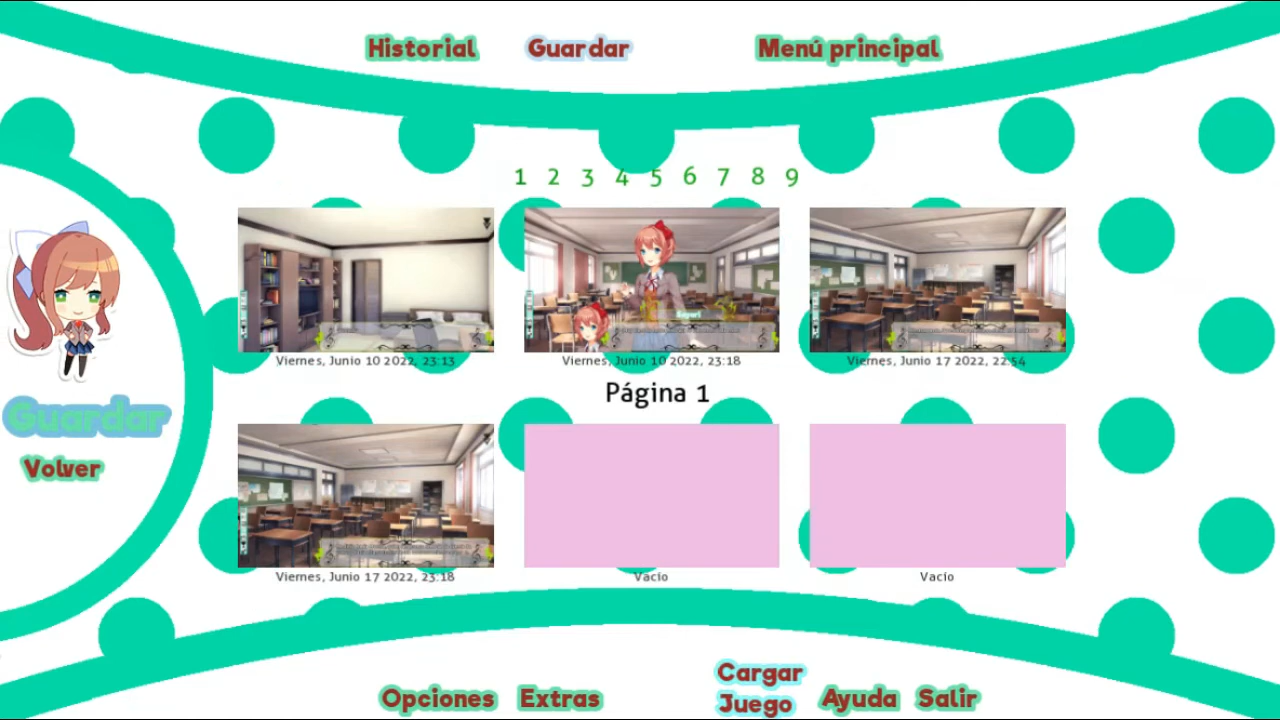 Historial
Guardar
Menú principal
1 2 3 4 5 6 7 8 9
Sayori
Viernes, Junio 10 2022, 23:13
Viernes, Junio 10 2022, 23:18
Viernes, Junio 17 2022, 22:54
Página 1
Guardar
Volver
Viernes, Junio 17 2022, 23:18
Vacío
Vacío
Opciones
Extras
Cargar
Juego
Ayuda
Salir